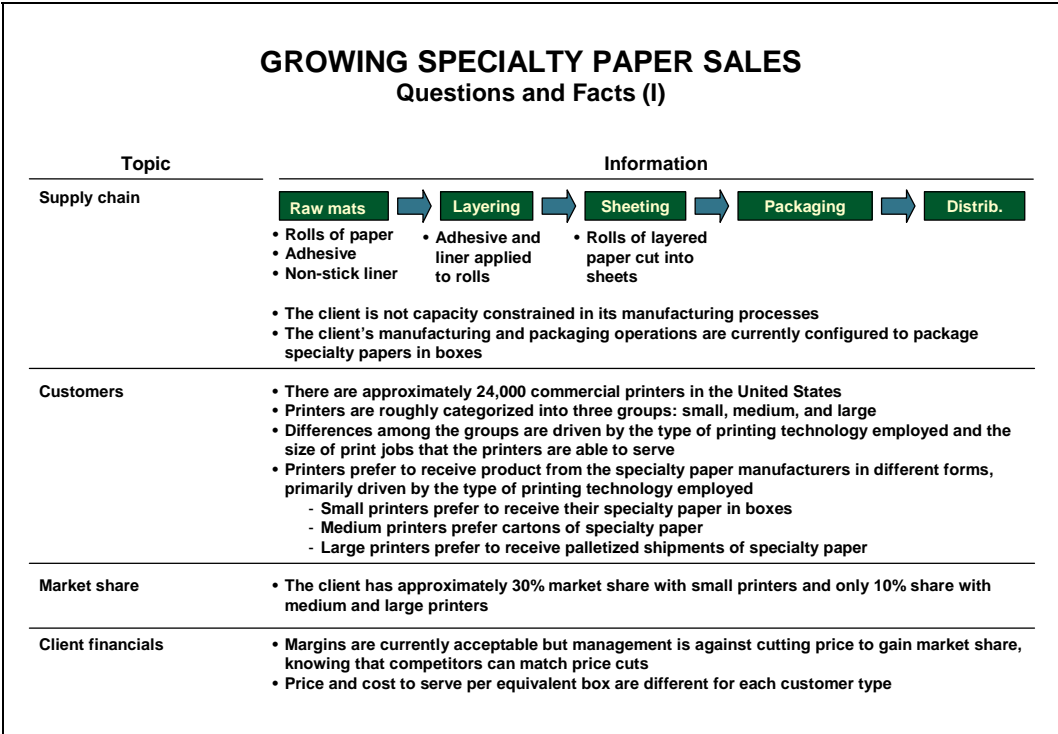 GROWING SPECIALTY PAPER SALES
Questions and Facts (I)
Topic
Information
Supply chain
Raw mats
Layering
Sheeting
Packaging
Distrib.
• Rolls of paper
• Adhesive
• Non-stick liner
• Adhesive and
liner applied
to rolls
• Rolls of layered
paper cut into
sheets
• The client is not capacity constrained in its manufacturing processes
• The client's manufacturing and packaging operations are currently configured to package
specialty papers in boxes
Customers
• There are approximately 24,000 commercial printers in the United States
• Printers are roughly categorized into three groups: small, medium, and large
• Differences among the groups are driven by the type of printing technology employed and the
size of print jobs that the printers are able to serve
• Printers prefer to receive product from the specialty paper manufacturers in different forms,
primarily driven by the type of printing technology employed
- Small printers prefer to receive their specialty paper in boxes
- Medium printers prefer cartons of specialty paper
- Large printers prefer to receive palletized shipments of specialty paper
Market share
• The client has approximately 30% market share with small printers and only 10% share with
medium and large printers
Client financials
• Margins are currently acceptable but management is against cutting price to gain market share,
knowing that competitors can match price cuts
• Price and cost to serve per equivalent box are different for each customer type